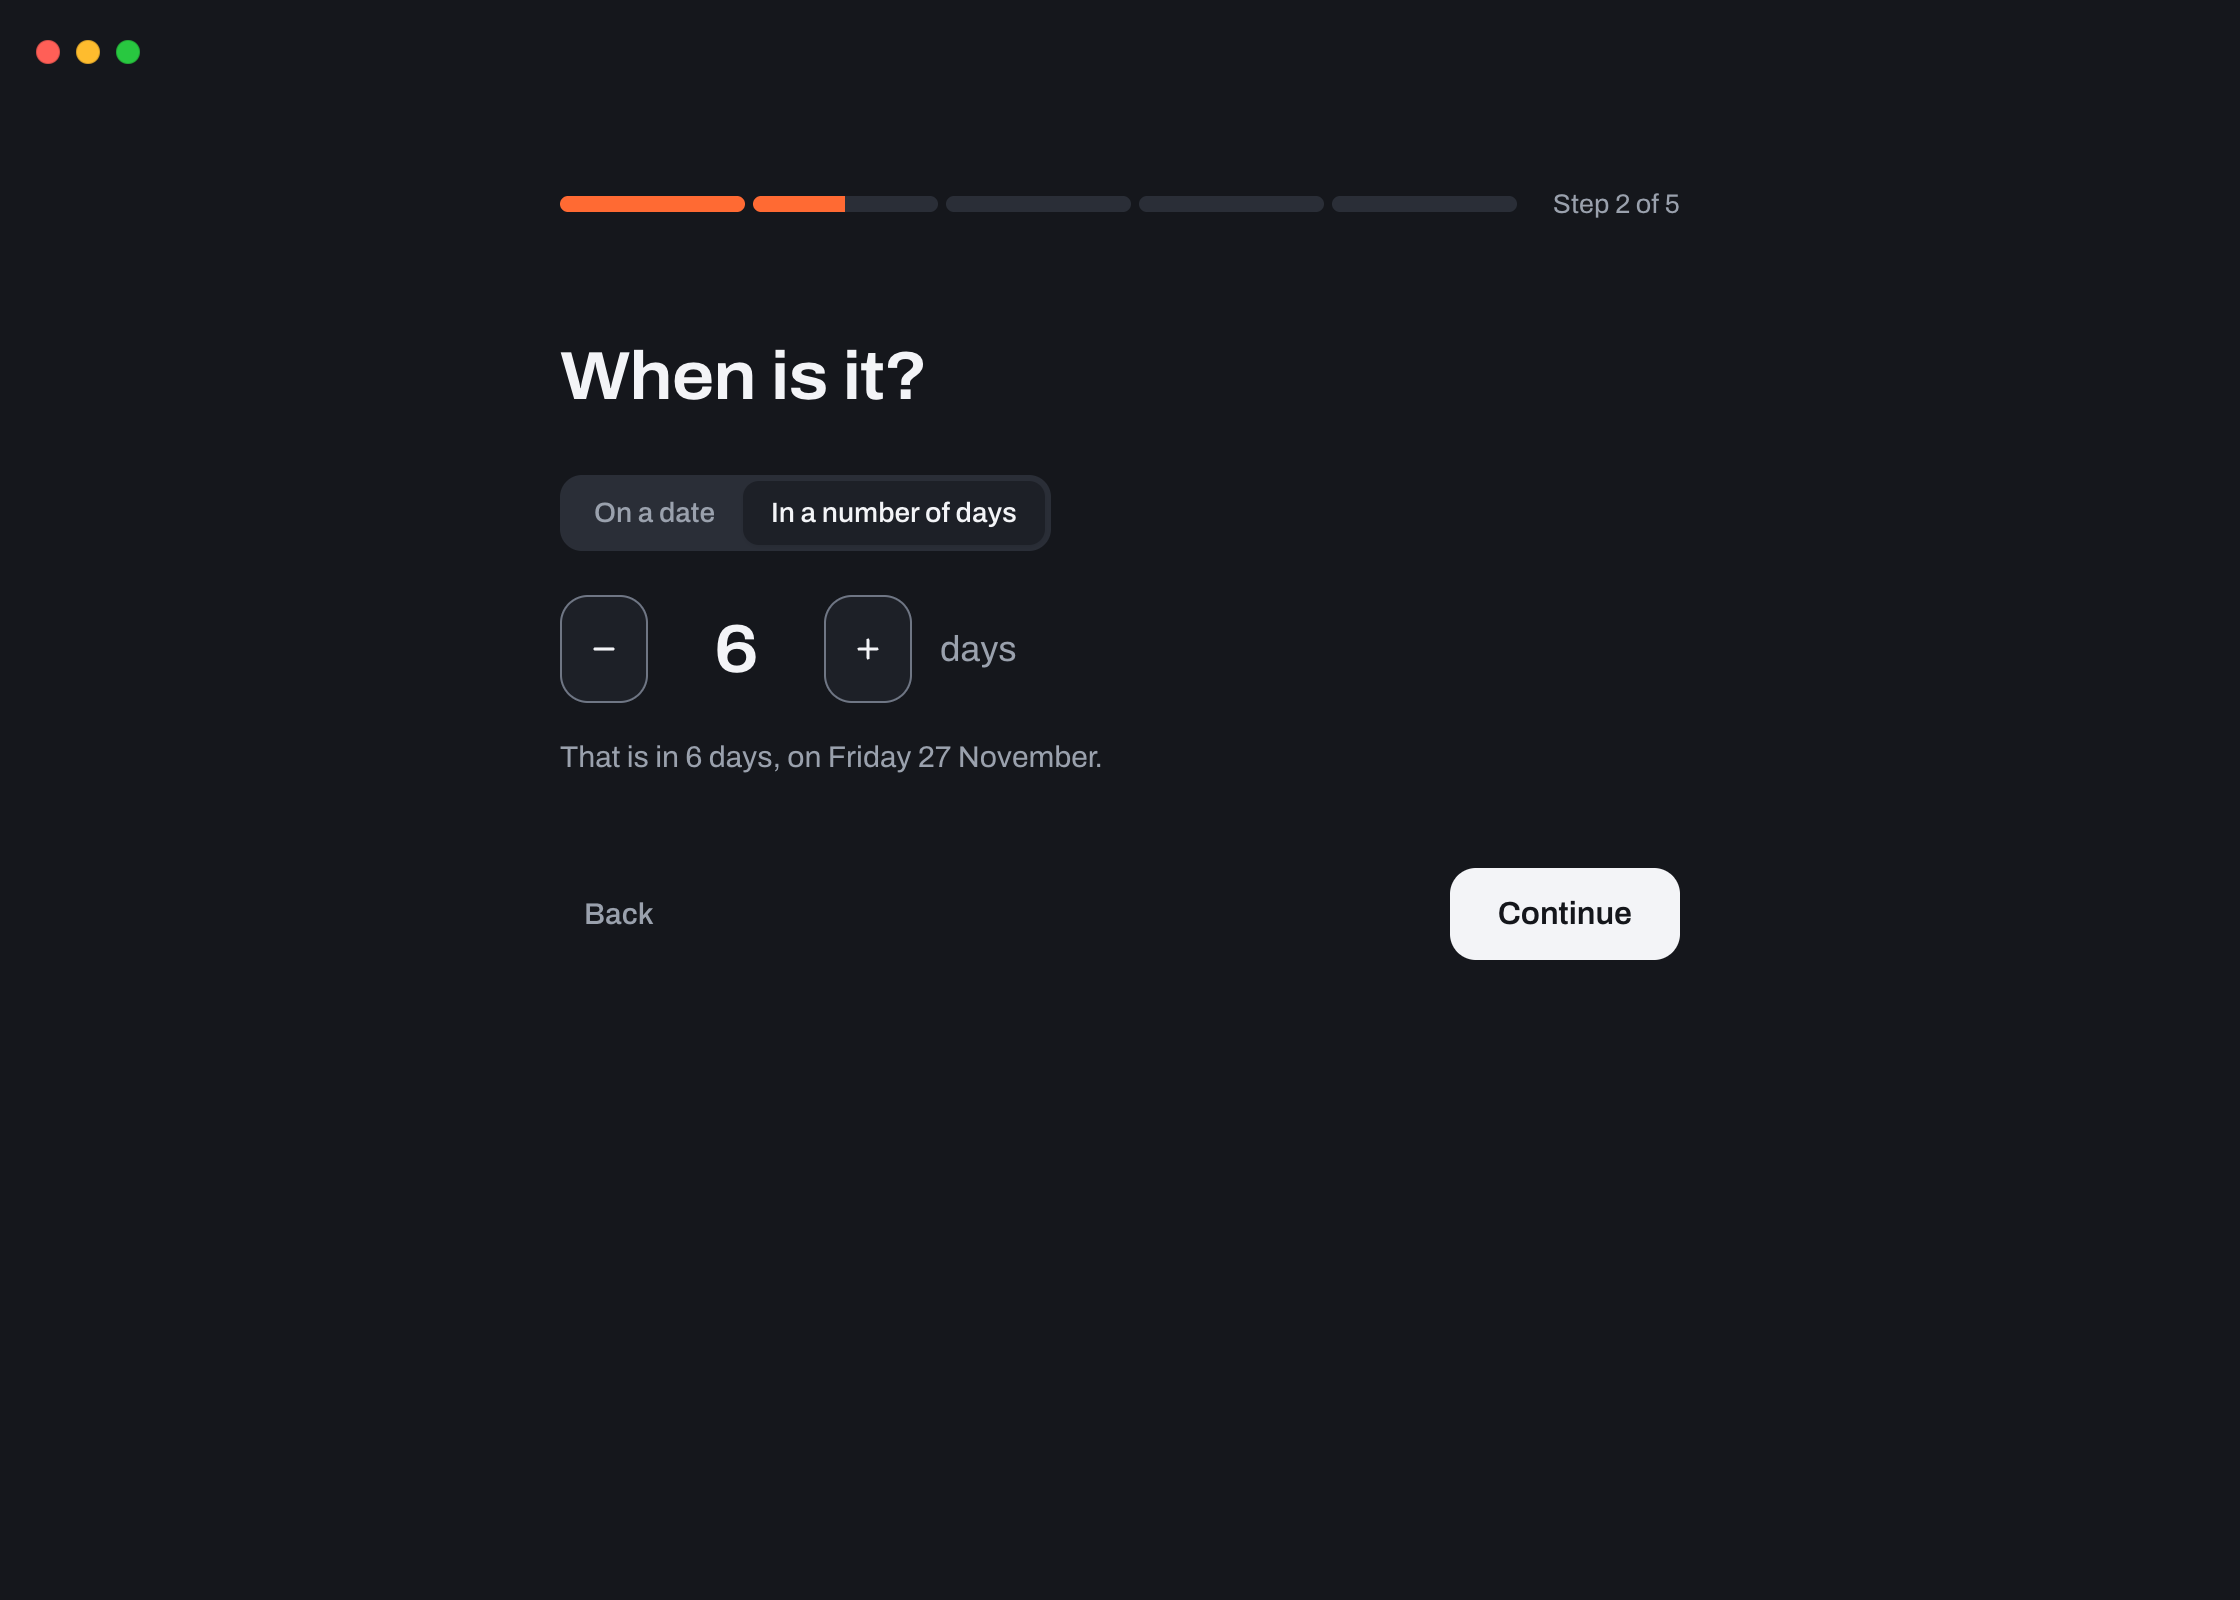 Step 2 of 5
When is it?
On a date
In a number of days
− 6 + days
That is in 6 days, on Friday 27 November.
Back
Continue